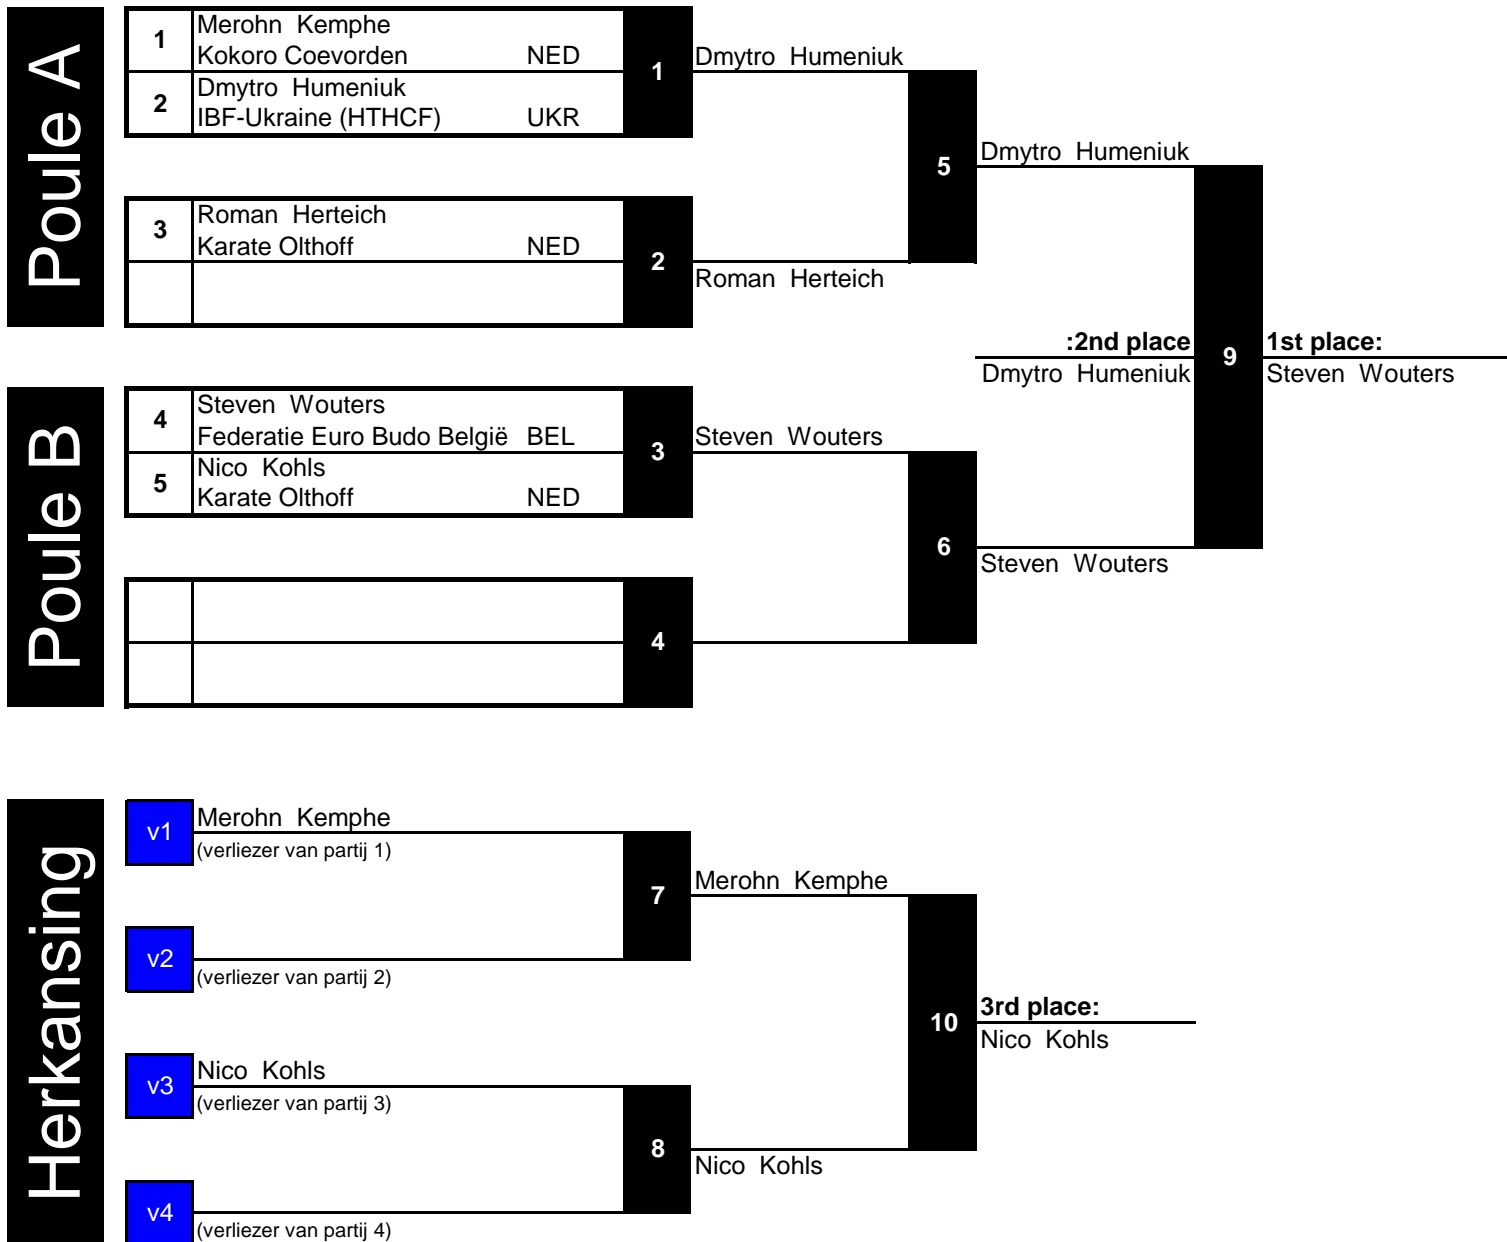 Poule A
1
Merohn Kemphe
Kokoro Coevorden NED
2
Dmytro Humeniuk
IBF-Ukraine (HTHCF) UKR
1
Dmytro Humeniuk
3
Roman Herteich
Karate Olthoff NED
2
Roman Herteich
5
Dmytro Humeniuk
Poule B
4
Steven Wouters
Federatie Euro Budo België BEL
5
Nico Kohls
Karate Olthoff NED
3
Steven Wouters
4
6
Steven Wouters
:2nd place
Dmytro Humeniuk
9
1st place:
Steven Wouters
Herkansing
v1
Merohn Kemphe
(verliezer van partij 1)
v2
(verliezer van partij 2)
7
Merohn Kemphe
v3
Nico Kohls
(verliezer van partij 3)
v4
(verliezer van partij 4)
8
Nico Kohls
10
3rd place:
Nico Kohls